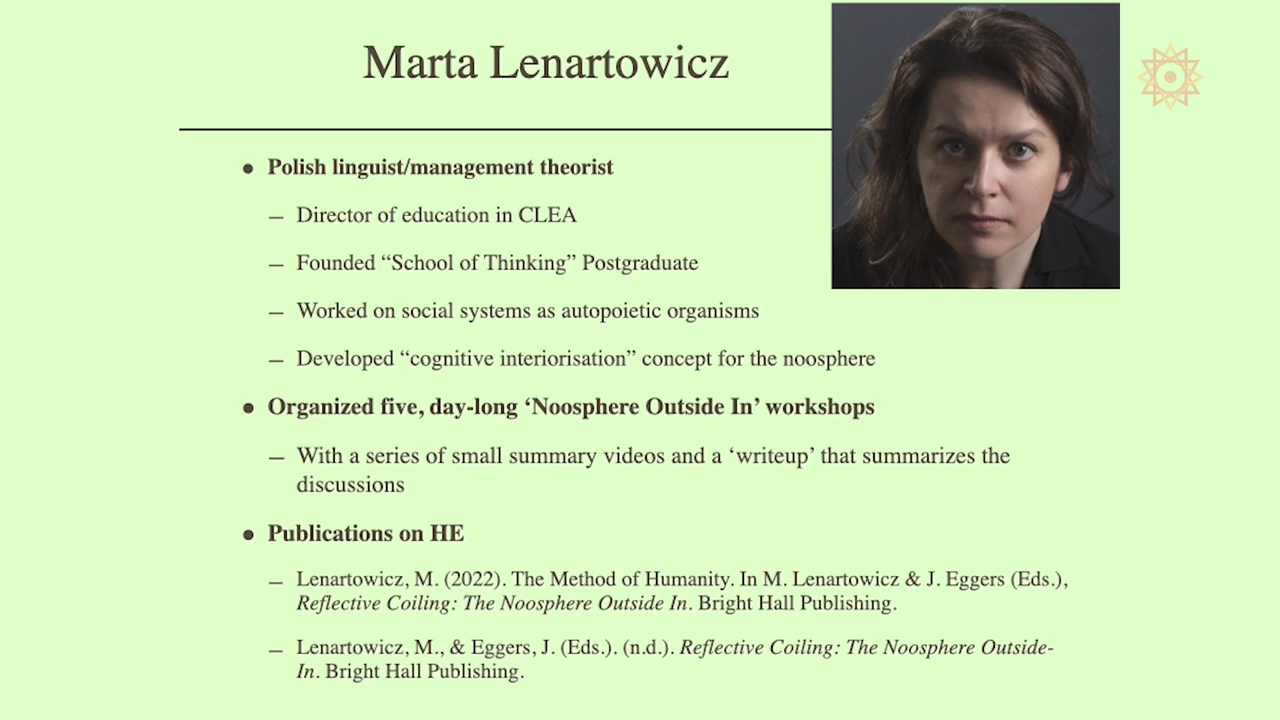 Marta Lenartowicz
• Polish linguist/management theorist
– Director of education in CLEA
– Founded “School of Thinking” Postgraduate
– Worked on social systems as autopoietic organisms
– Developed “cognitive interiorisation” concept for the noosphere
• Organized five, day-long ‘Noosphere Outside In’ workshops
– With a series of small summary videos and a ‘writeup’ that summarizes the
discussions
• Publications on HE
– Lenartowicz, M. (2022). The Method of Humanity. In M. Lenartowicz & J. Eggers (Eds.),
Reflective Coiling: The Noosphere Outside In. Bright Hall Publishing.
– Lenartowicz, M., & Eggers, J. (Eds.). (n.d.). Reflective Coiling: The Noosphere Outside-
In. Bright Hall Publishing.